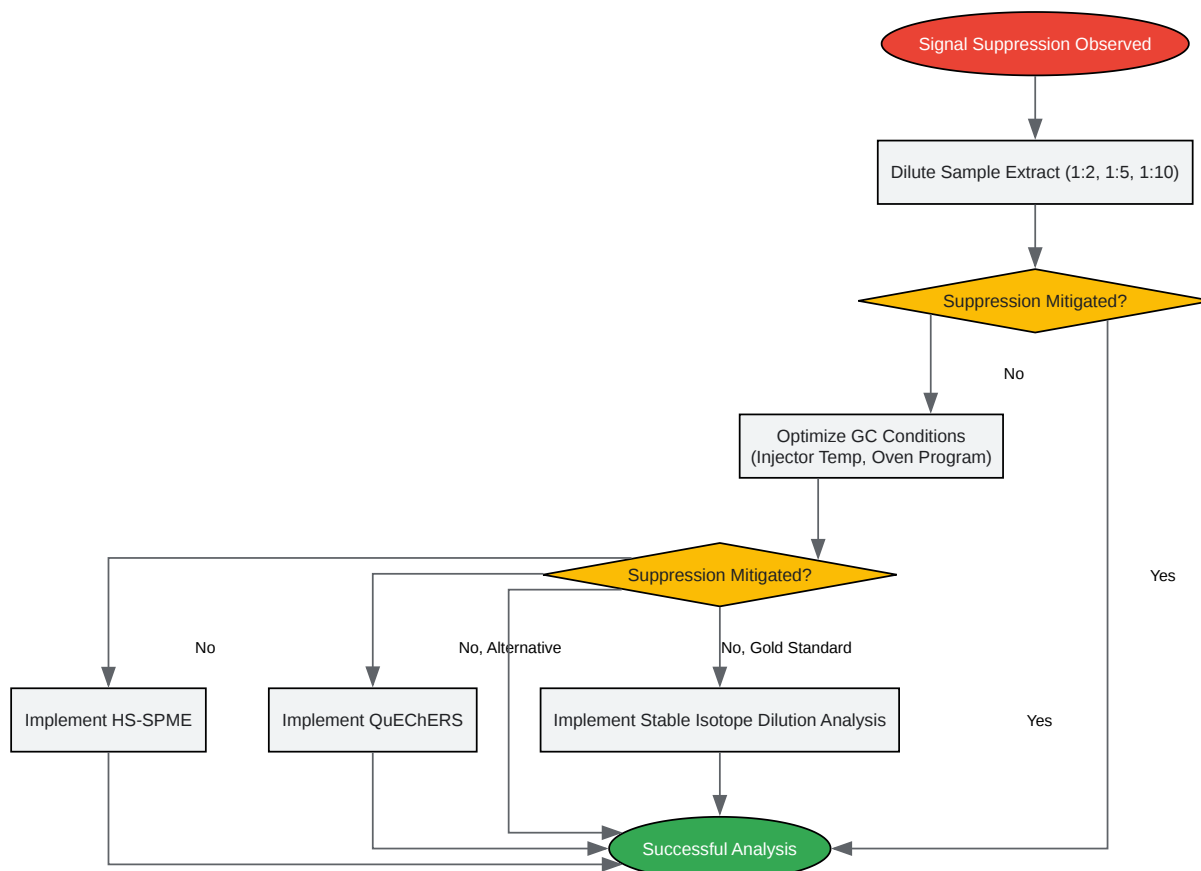 Signal Suppression Observed
Dilute Sample Extract (1:2, 1:5, 1:10)
Suppression Mitigated?
No
Optimize GC Conditions
(Injector Temp, Oven Program)
Suppression Mitigated?
Yes
No
No, Alternative
No, Gold Standard
Implement HS-SPME
Implement QuEChERS
Implement Stable Isotope Dilution Analysis
Yes
Successful Analysis